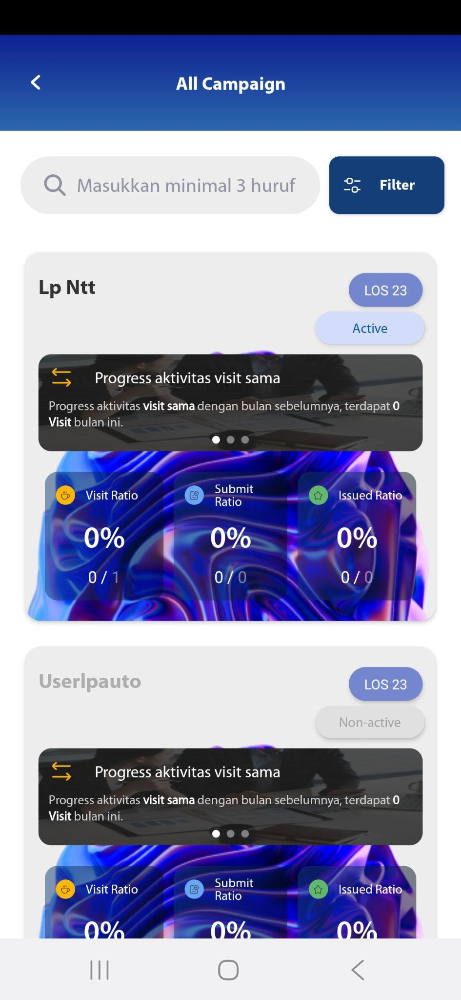 All Campaign
Masukkan minimal 3 huruf
Filter
Lp Ntt
LOS 23
Active
Progress aktivitas visit sama
Progress aktivitas visit sama dengan bulan sebelumnya, terdapat 0
Visit bulan ini.
Visit Ratio
Submit
Ratio
Issued Ratio
0%
0%
0%
0 / 1
0 / 0
0 / 0
Userlpauto
LOS 23
Non-active
Progress aktivitas visit sama
Progress aktivitas visit sama dengan bulan sebelumnya, terdapat 0
Visit bulan ini.
Visit Ratio
Submit
Ratio
Issued Ratio
0%
0%
0%